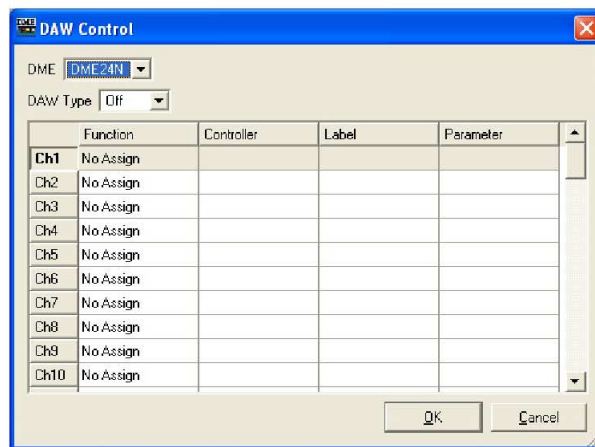 DME DAW Control
DME DME24N
DAW Type Off
Function Controller Label Parameter
Ch1 No Assign
Ch2 No Assign
Ch3 No Assign
Ch4 No Assign
Ch5 No Assign
Ch6 No Assign
Ch7 No Assign
Ch8 No Assign
Ch9 No Assign
Ch10 No Assign
OK Cancel